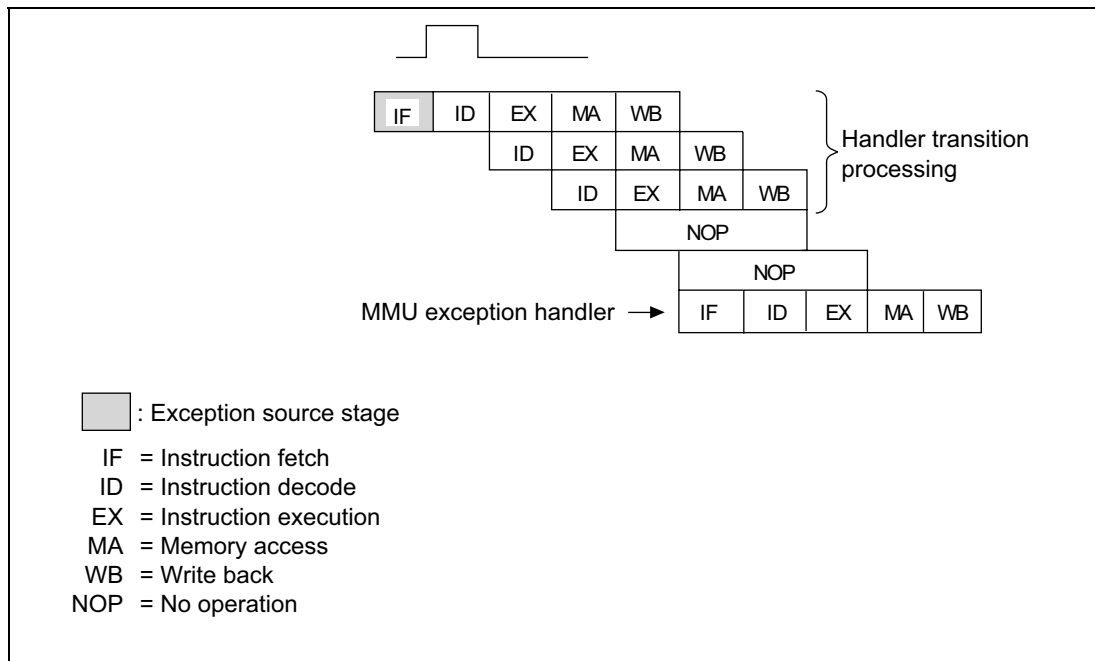 IF ID EX MA WB
ID EX MA WB
Handler transition
processing
ID EX MA WB
NOP
NOP
MMU exception handler IF ID EX MA WB
: Exception source stage
IF = Instruction fetch
ID = Instruction decode
EX = Instruction execution
MA = Memory access
WB = Write back
NOP = No operation